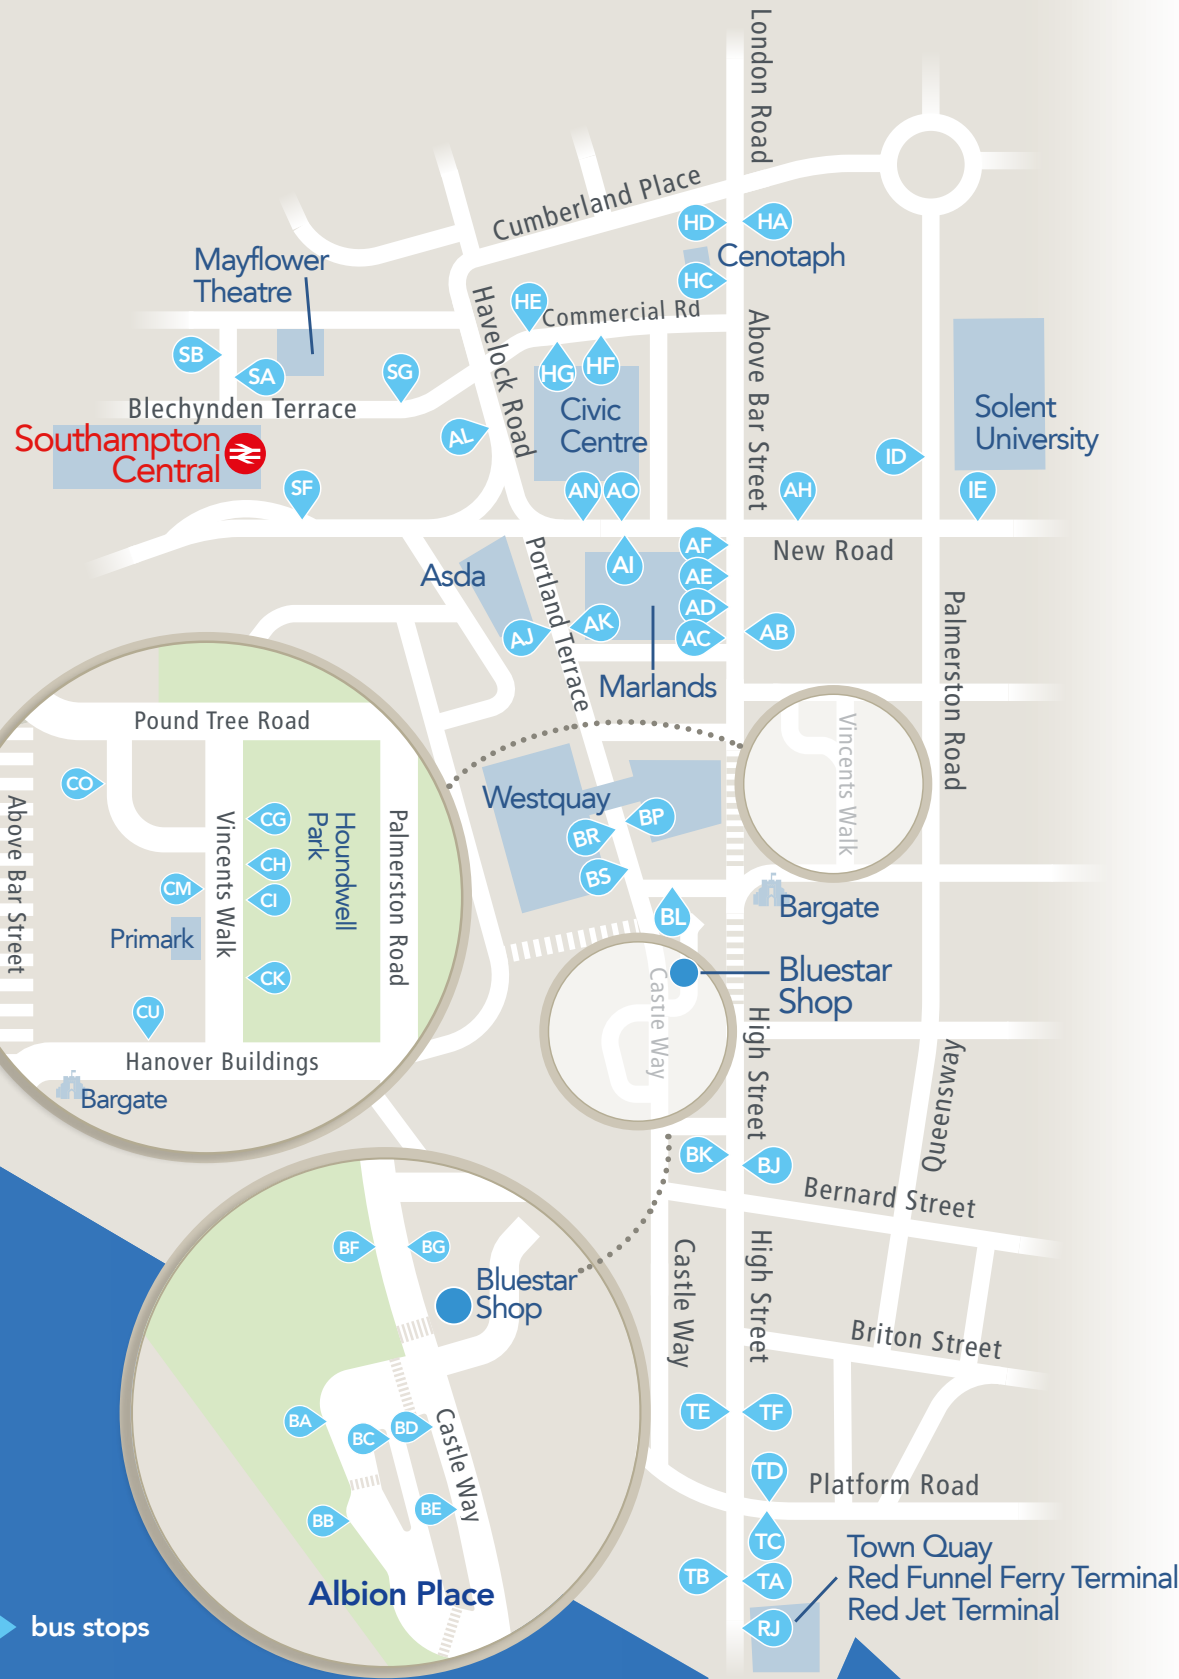 London Road
Cumberland Place
HD
HA
Cenotaph
HC
Mayflower
Theatre
Havelock Road
HE
Commercial Rd
Above Bar Street
SB
SA
SG
HG
HF
Blechynden Terrace
Civic
Centre
Solent
University
Southampton
Central
AL
ID
SF
AN
AO
AH
IE
AF
New Road
Asda
Portland Terrace
AI
AE
AD
AK
AJ
AC
AB
Palmerston Road
Marlands
Pound Tree Road
Vincents Walk
CO
Above Bar Street
Vincents Walk
CG
Houndwell
Park
Palmerston Road
CH
CM
CI
Primark
CK
CU
Hanover Buildings
Bargate
Westquay
BP
BR
BS
BL
Bargate
Castle Way
Bluestar
Shop
High Street
Queensway
BK
BJ
Bernard Street
BF
BG
Bluestar
Shop
Castle Way
High Street
Briton Street
BA
BC
BD
Castle Way
BE
BB
TE
TF
TD
Platform Road
TC
TB
TA
RJ
Town Quay
Red Funnel Ferry Terminal
Red Jet Terminal
Albion Place
bus stops